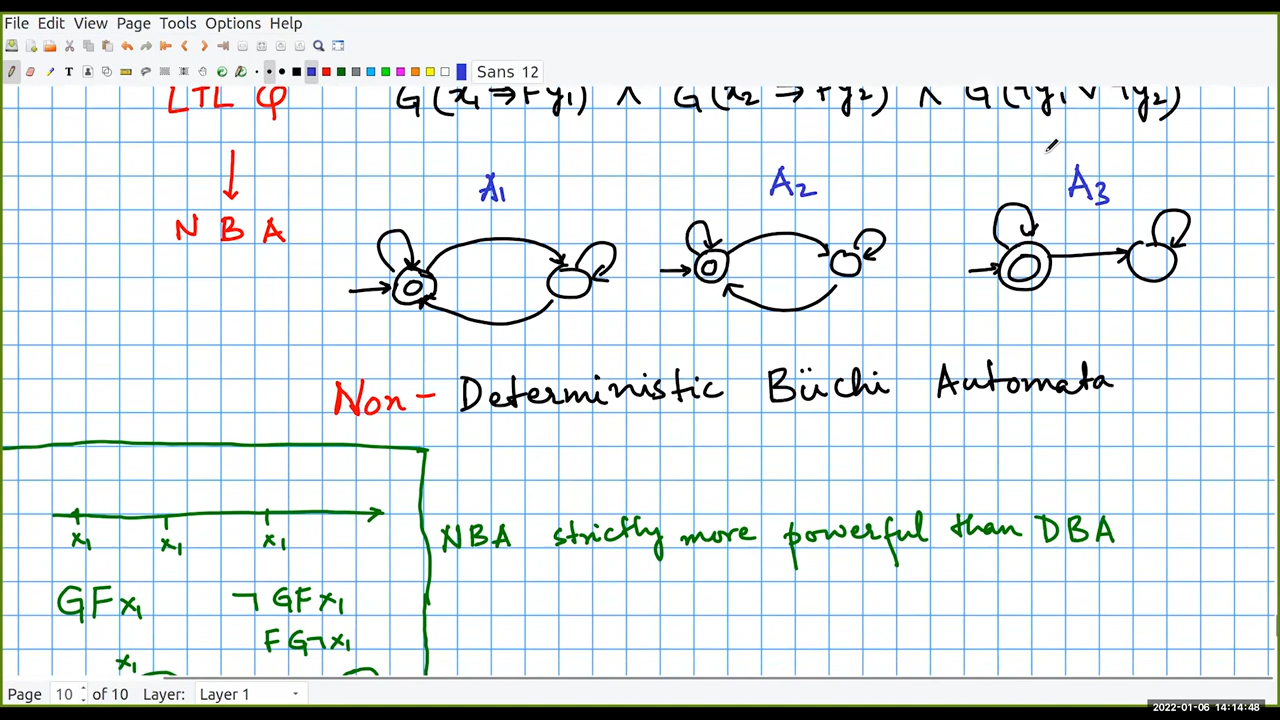 File Edit View Page Tools Options Help
T Sans 12
LTL φ G(x₁ ⇒ Fy₁) ∧ G(x₂ ⇒ Fy₂) ∧ G(¬y₁ ∨ ¬y₂)
A₁ A₂ A₃
NBA
Non- Deterministic Büchi Automata
x₁ x₁ x₁
NBA strictly more powerful than DBA
GFx₁ ¬GFx₁
FG¬x₁
x₁
Page 10 of 10 Layer: Layer 1
2022-01-06 14:14:48